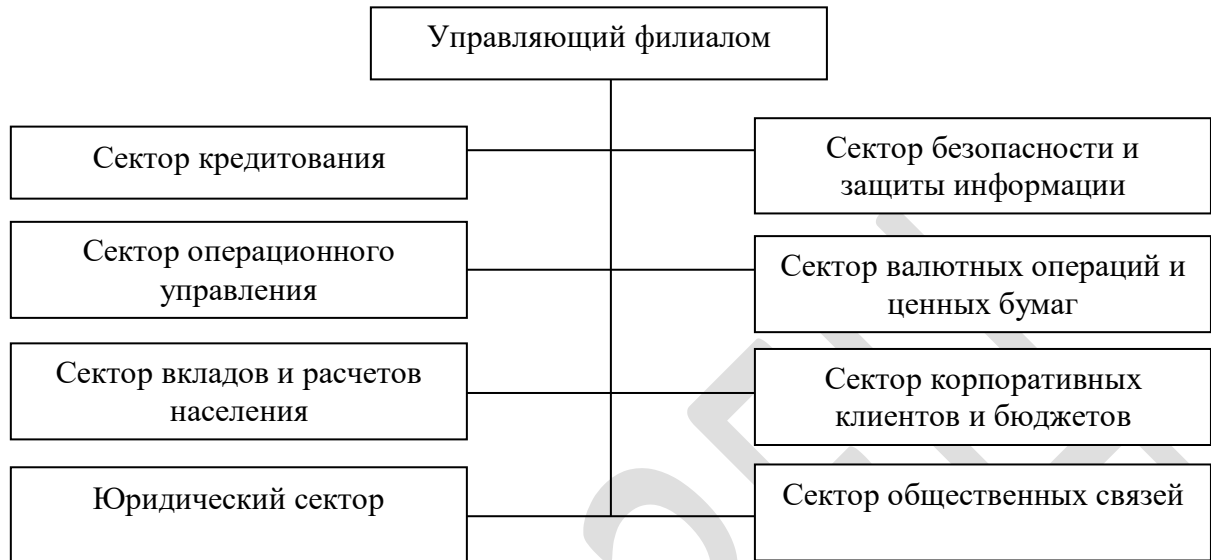 Управляющий филиалом
Сектор кредитования
Сектор безопасности и
защиты информации
Сектор операционного
управления
Сектор валютных операций и
ценных бумаг
Сектор вкладов и расчетов
населения
Сектор корпоративных
клиентов и бюджетов
Юридический сектор
Сектор общественных связей